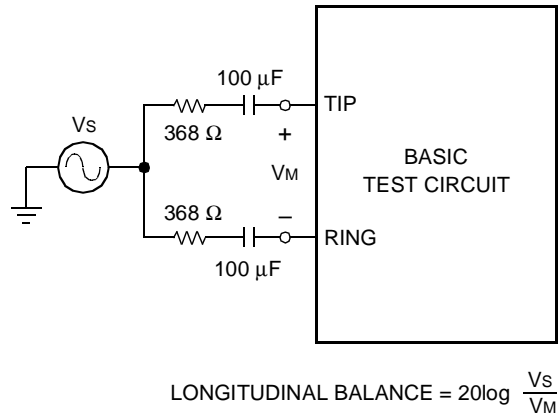 100 µF
TIP
VS
368 Ω
+
VM
BASIC
TEST CIRCUIT
368 Ω
–
RING
100 µF
LONGITUDINAL BALANCE = 20log VS
VM